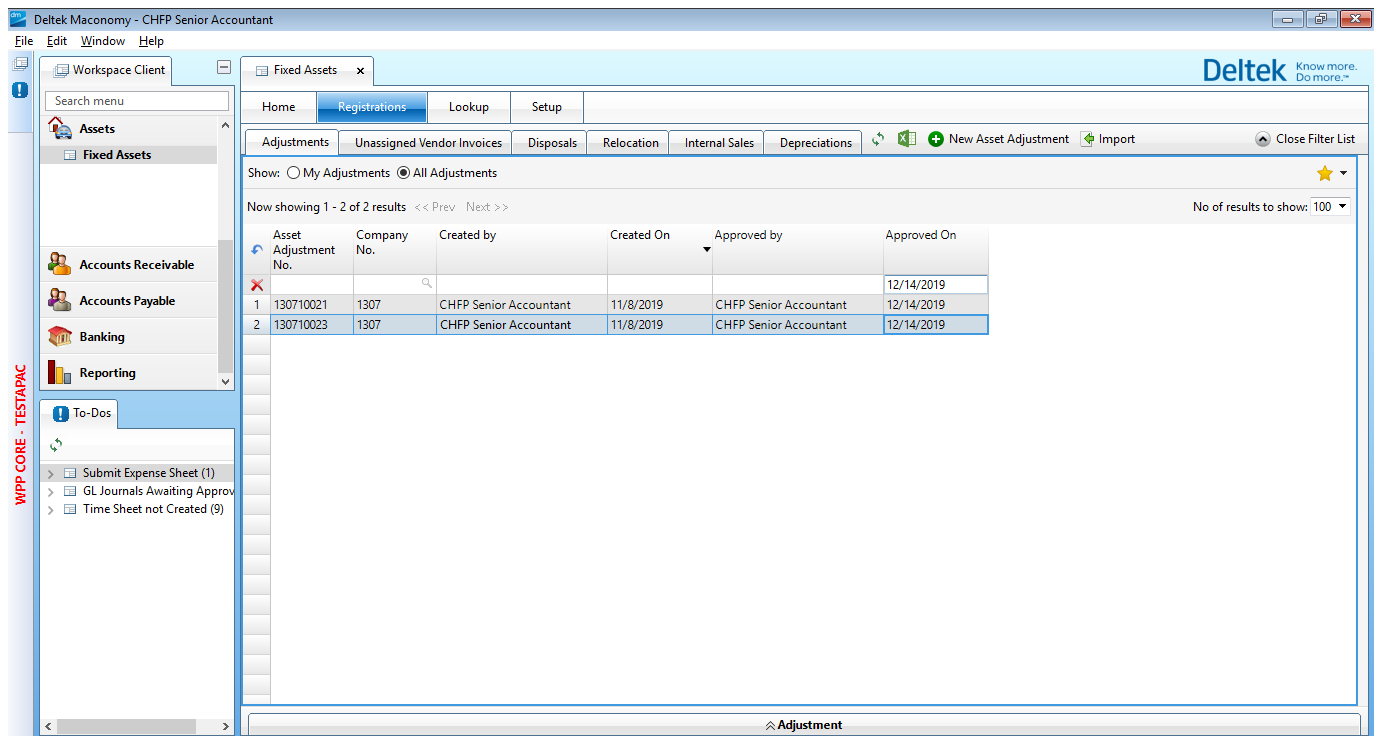 Deltek Maconomy - CHFP Senior Accountant
File Edit Window Help
Workspace Client
Search menu
Assets
Fixed Assets
Accounts Receivable
Accounts Payable
Banking
Reporting
WPP CORE - TESTAPAC
To-Dos
Submit Expense Sheet (1)
GL Journals Awaiting Approv
Time Sheet not Created (9)
Fixed Assets x
Deltek Know more.
Do more.™
Home Registrations Lookup Setup
Adjustments Unassigned Vendor Invoices Disposals Relocation Internal Sales Depreciations New Asset Adjustment Import Close Filter List
Show: My Adjustments All Adjustments
Now showing 1 - 2 of 2 results << Prev Next >> No of results to show: 100
Asset Company Created by Created On Approved by Approved On
Adjustment No.
No.
12/14/2019
1 130710021 1307 CHFP Senior Accountant 11/8/2019 CHFP Senior Accountant 12/14/2019
2 130710023 1307 CHFP Senior Accountant 11/8/2019 CHFP Senior Accountant 12/14/2019
Adjustment